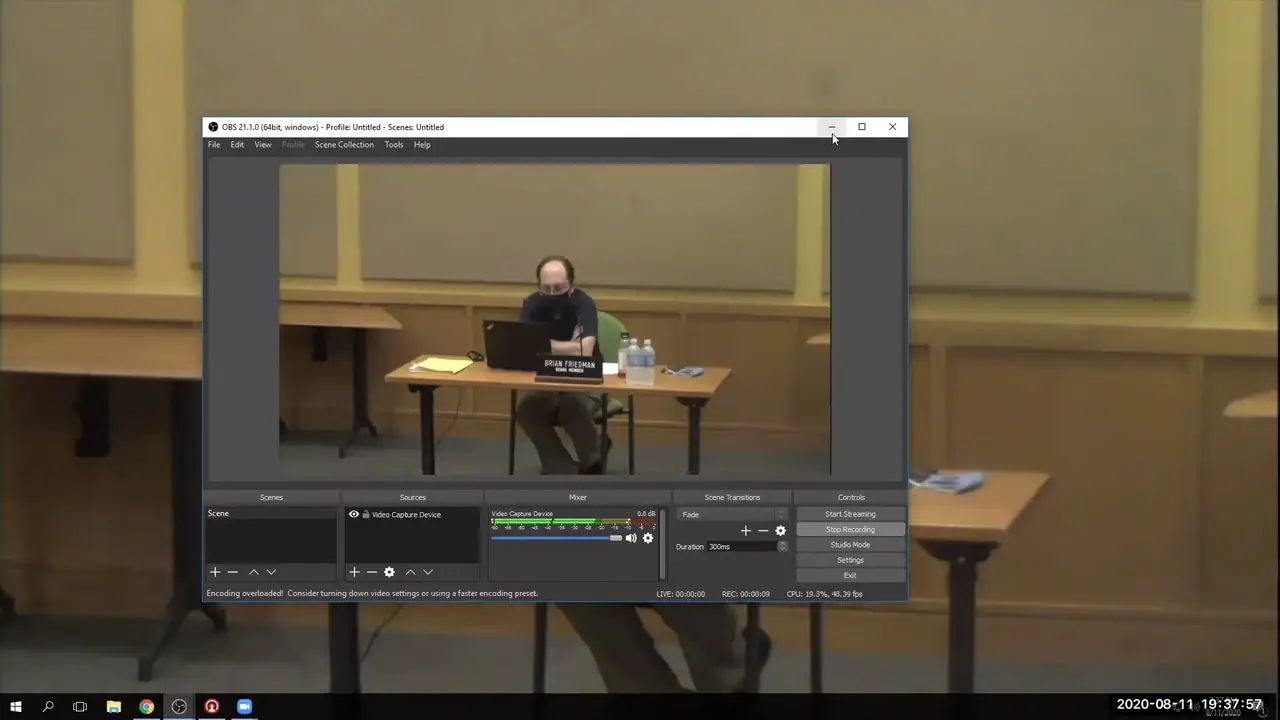 OBS 21.1.0 (64bit, windows) - Profile: Untitled - Scenes: Untitled
File Edit View Profile Scene Collection Tools Help
BRIAN FRIEDMAN
BOARD MEMBER
Scenes Sources Mixer Scene Transitions Controls
Scene
Video Capture Device
Video Capture Device 0.0 dB
Fade
Duration 300ms
Start Streaming
Stop Recording
Studio Mode
Settings
Exit
Encoding overloaded! Consider turning down video settings or using a faster encoding preset.
LIVE: 00:00:00 REC: 00:00:09 CPU: 19.3%, 48.39 fps
2020-08-11 19:37:57